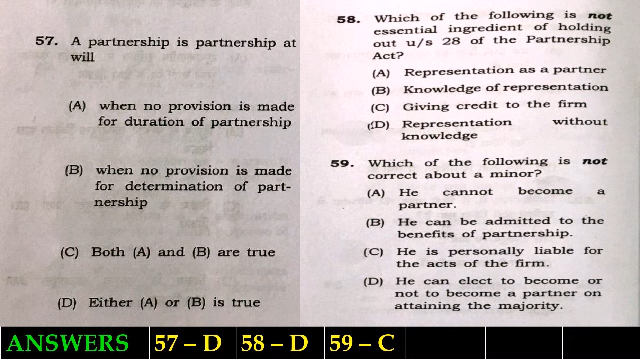 57. A partnership is partnership at
will
(A) when no provision is made
for duration of partnership
(B) when no provision is made
for determination of part-
nership
(C) Both (A) and (B) are true
(D) Either (A) or (B) is true
58. Which of the following is not
essential ingredient of holding
out u/s 28 of the Partnership
Act?
(A) Representation as a partner
(B) Knowledge of representation
(C) Giving credit to the firm
(D) Representation without
knowledge
59. Which of the following is not
correct about a minor?
(A) He cannot become a
partner.
(B) He can be admitted to the
benefits of partnership.
(C) He is personally liable for
the acts of the firm.
(D) He can elect to become or
not to become a partner on
attaining the majority.
ANSWERS 57 – D 58 – D 59 – C